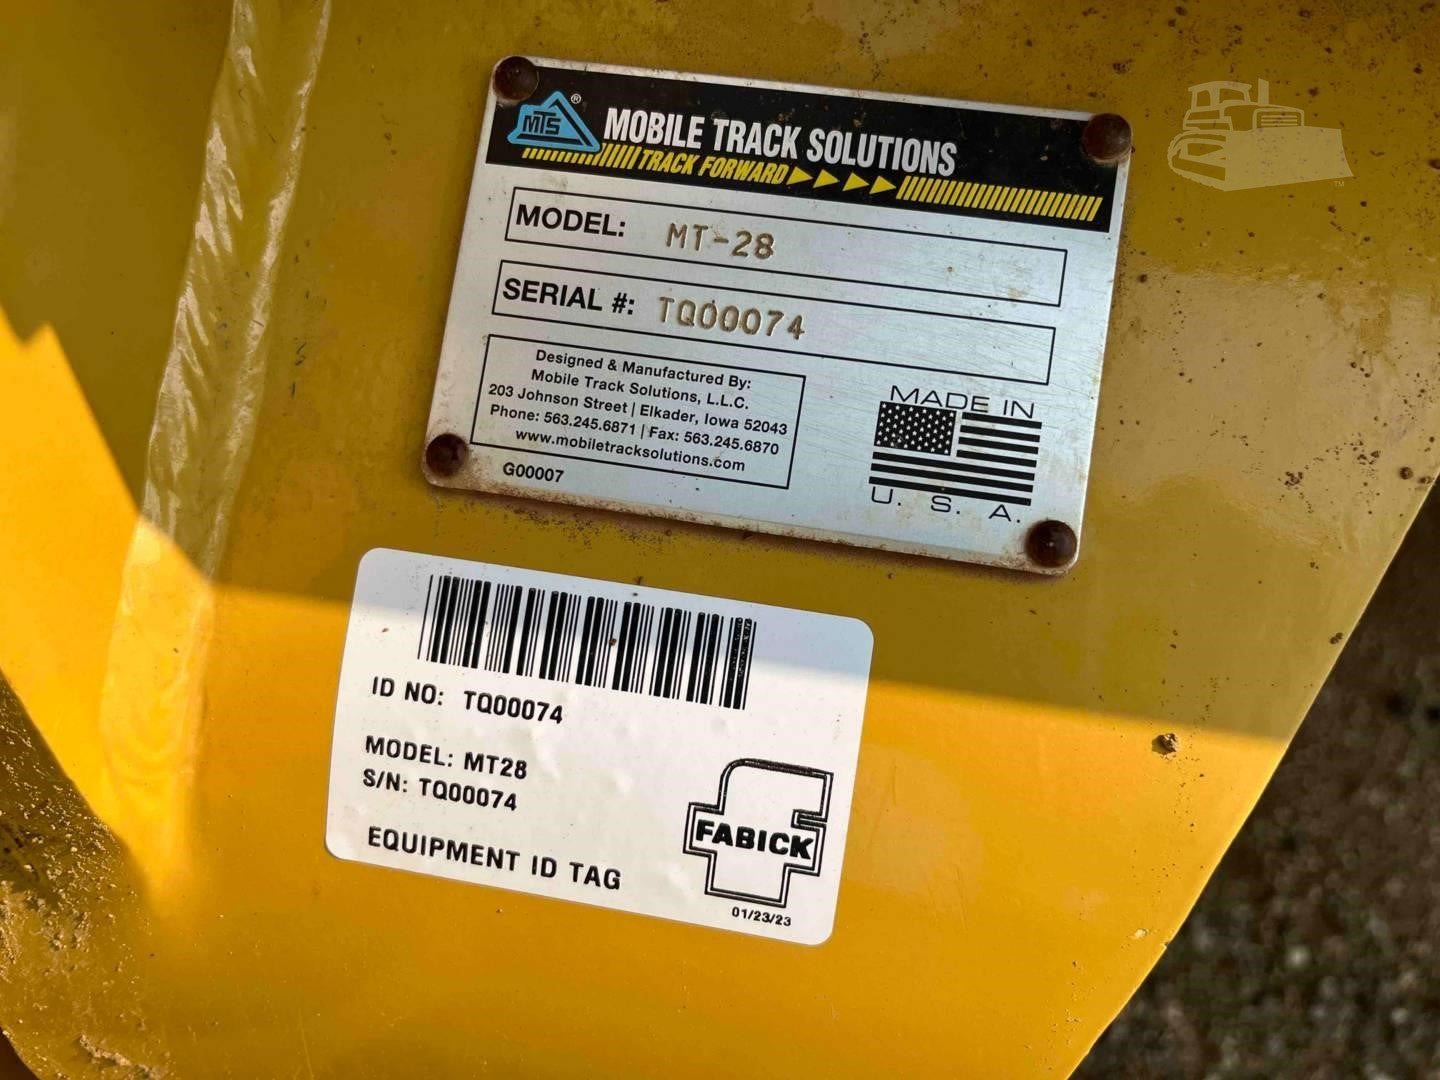 MTS ®
MOBILE TRACK SOLUTIONS
TRACK FORWARD
MODEL: MT-28
SERIAL #: TQ00074
Designed & Manufactured By:
Mobile Track Solutions, L.L.C.
203 Johnson Street | Elkader, Iowa 52043
Phone: 563.245.6871 | Fax: 563.245.6870
www.mobiletracksolutions.com
G00007
MADE IN
U. S. A.
ID NO: TQ00074
MODEL: MT28
S/N: TQ00074
EQUIPMENT ID TAG
FABICK
01/23/23
TM